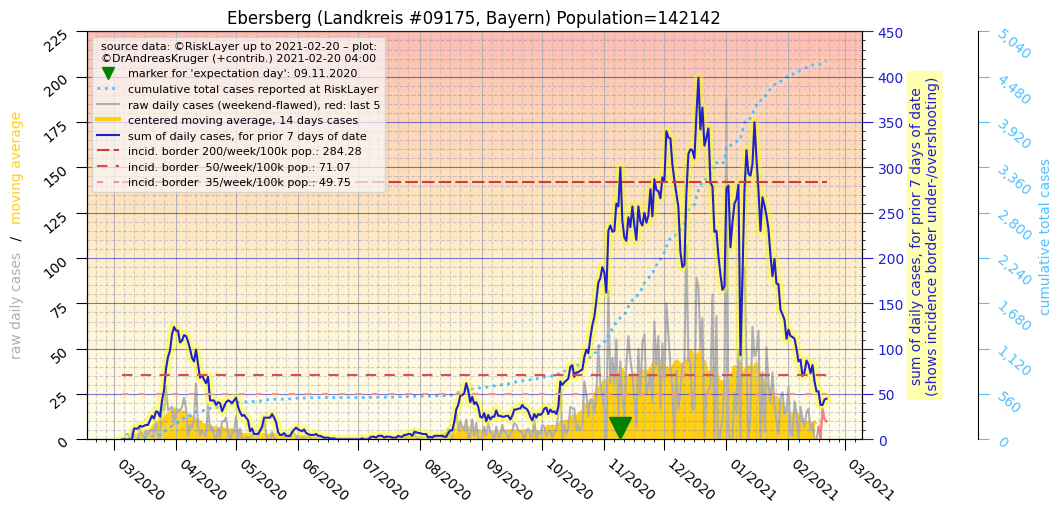 Ebersberg (Landkreis #09175, Bayern) Population=142142
source data: ©RiskLayer up to 2021-02-20 – plot:
©DrAndreasKruger (+contrib.) 2021-02-20 04:00
marker for 'expectation day': 09.11.2020
cumulative total cases reported at RiskLayer
raw daily cases (weekend-flawed), red: last 5
centered moving average, 14 days cases
sum of daily cases, for prior 7 days of date
incid. border 200/week/100k pop.: 284.28
incid. border  50/week/100k pop.: 71.07
incid. border  35/week/100k pop.: 49.75
raw daily cases / moving average
225
200
175
150
125
100
75
50
25
0
03/2020
04/2020
05/2020
06/2020
07/2020
08/2020
09/2020
10/2020
11/2020
12/2020
01/2021
02/2021
03/2021
450
400
350
300
250
200
150
100
50
0
sum of daily cases, for prior 7 days of date
(shows incidence border under-/overshooting)
5,040
4,480
3,920
3,360
2,800
2,240
1,680
1,120
560
0
cumulative total cases